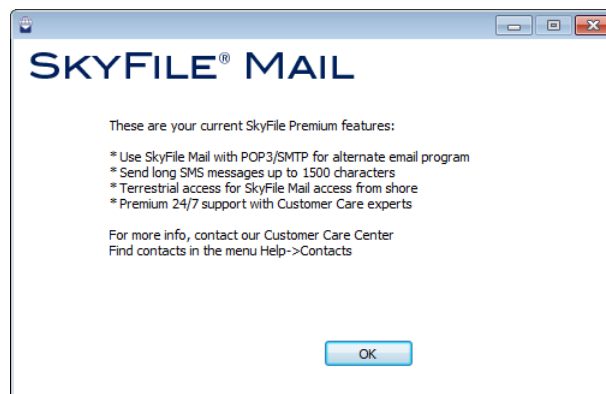 SKYFILE® MAIL
These are your current SkyFile Premium features:
* Use SkyFile Mail with POP3/SMTP for alternate email program
* Send long SMS messages up to 1500 characters
* Terrestrial access for SkyFile Mail access from shore
* Premium 24/7 support with Customer Care experts
For more info, contact our Customer Care Center
Find contacts in the menu Help->Contacts
OK